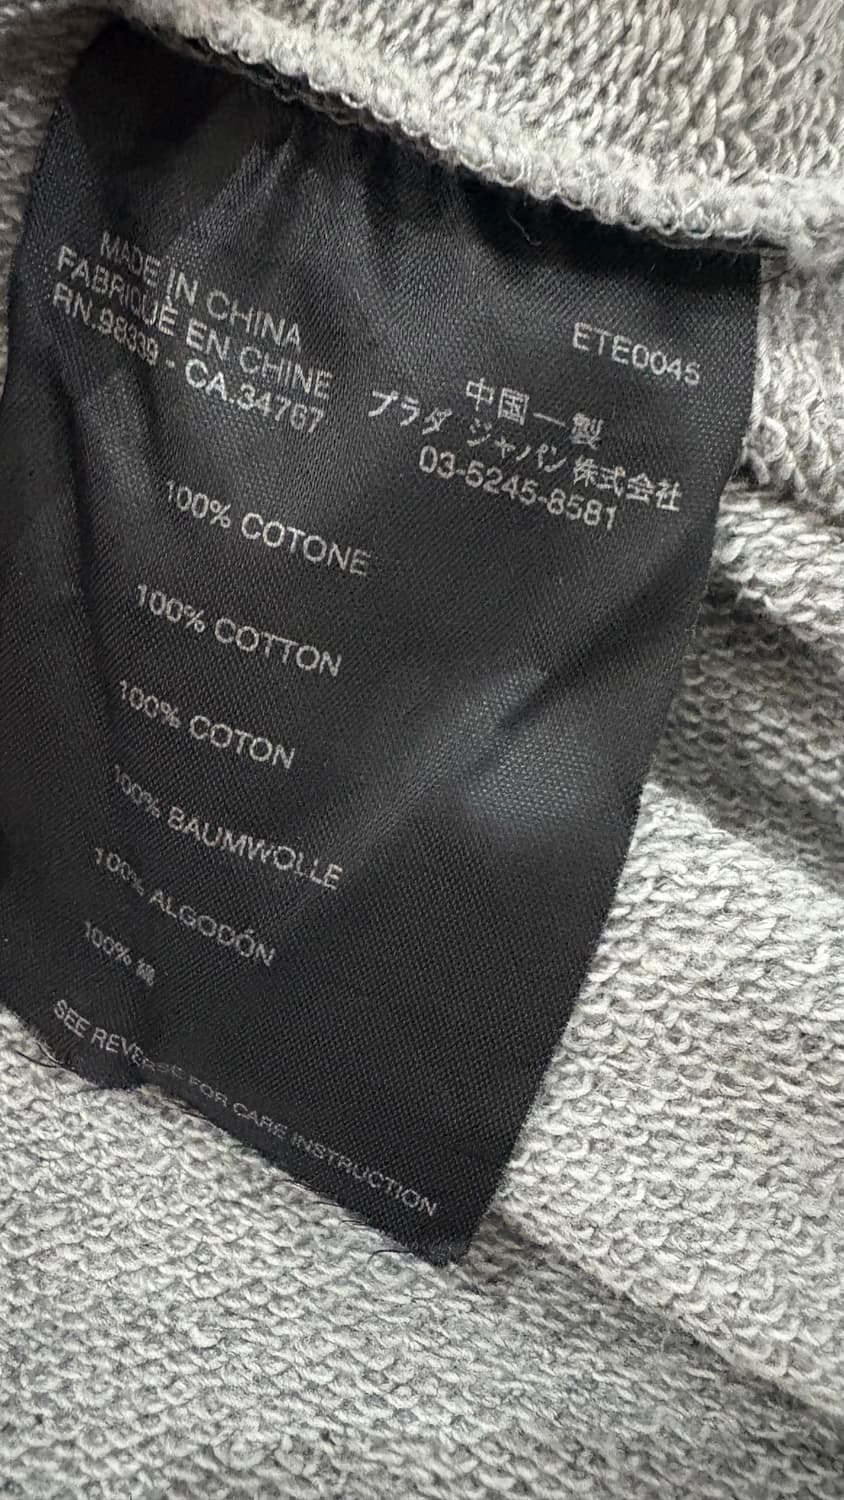 MADE IN CHINA
FABRIQUÉ EN CHINE
RN.98339 - CA.34767
ETE0045
中国一製
プラダ ジャパン 株式会社
03-5245-8581
100% COTONE
100% COTTON
100% COTON
100% BAUMWOLLE
100% ALGODÓN
100% 綿
SEE REVERSE FOR CARE INSTRUCTION